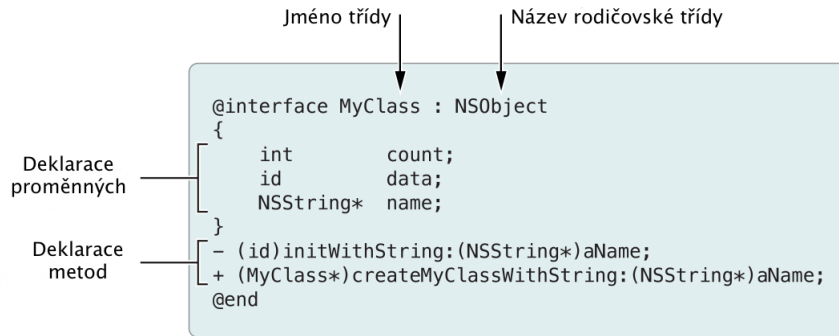 Jméno třídy
Název rodičovské třídy
@interface MyClass : NSObject
{
Deklarace
proměnných
int count;
id data;
NSString* name;
}
Deklarace
metod
- (id)initWithString:(NSString*)aName;
+ (MyClass*)createMyClassWithString:(NSString*)aName;
@end